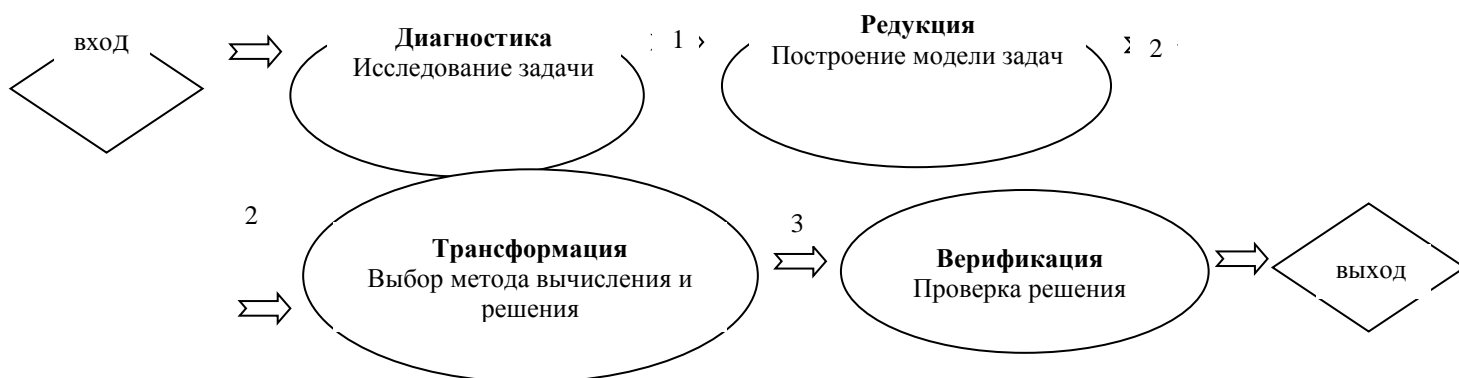 вход
Диагностика
Исследование задачи
1
Редукция
Построение модели задач
2
2
Трансформация
Выбор метода вычисления и
решения
3
Верификация
Проверка решения
выход